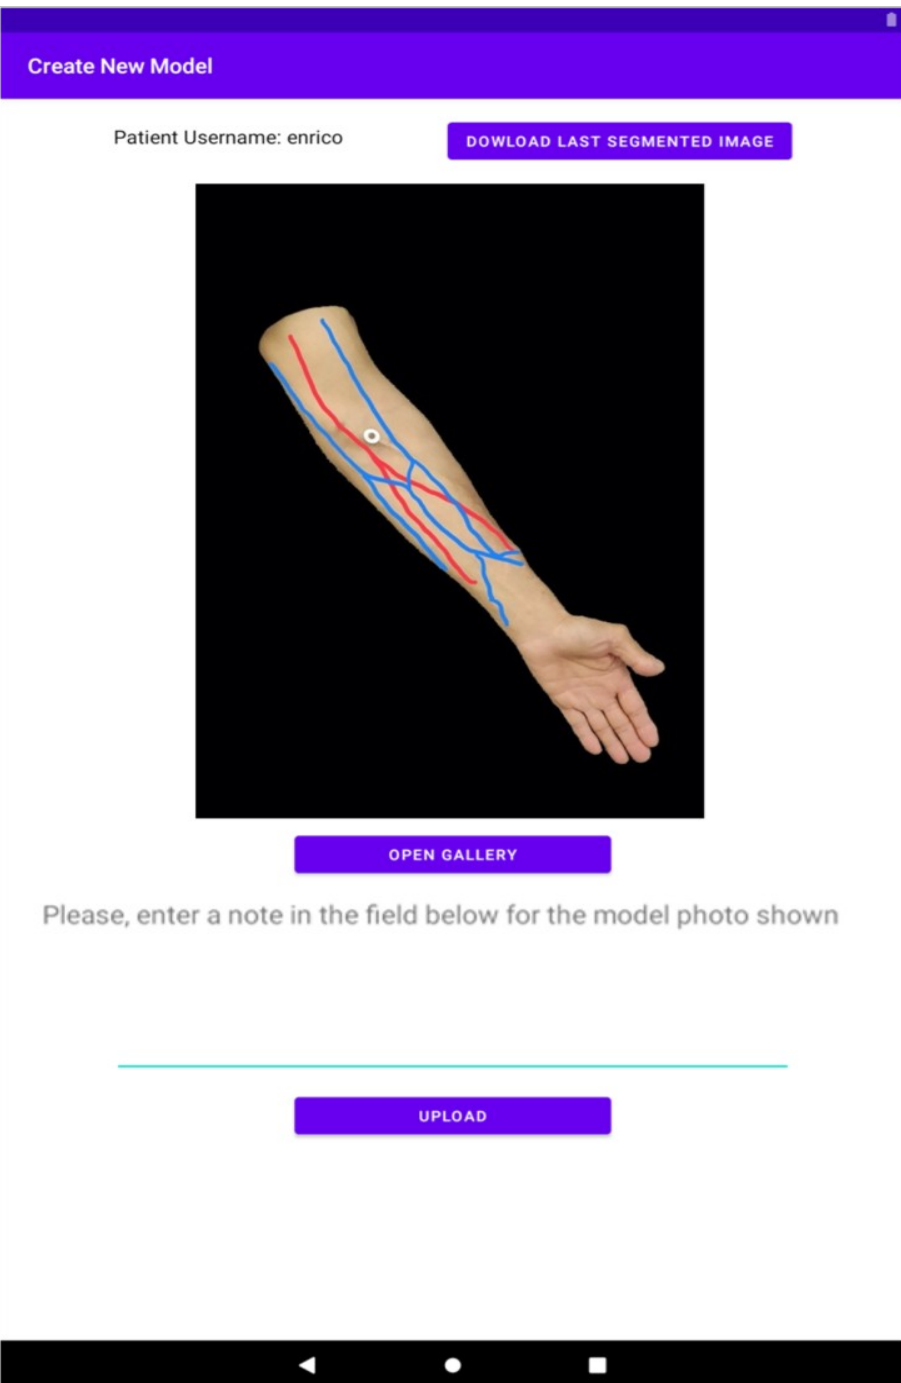 Create New Model
Patient Username: enrico
DOWLOAD LAST SEGMENTED IMAGE
OPEN GALLERY
Please, enter a note in the field below for the model photo shown
UPLOAD